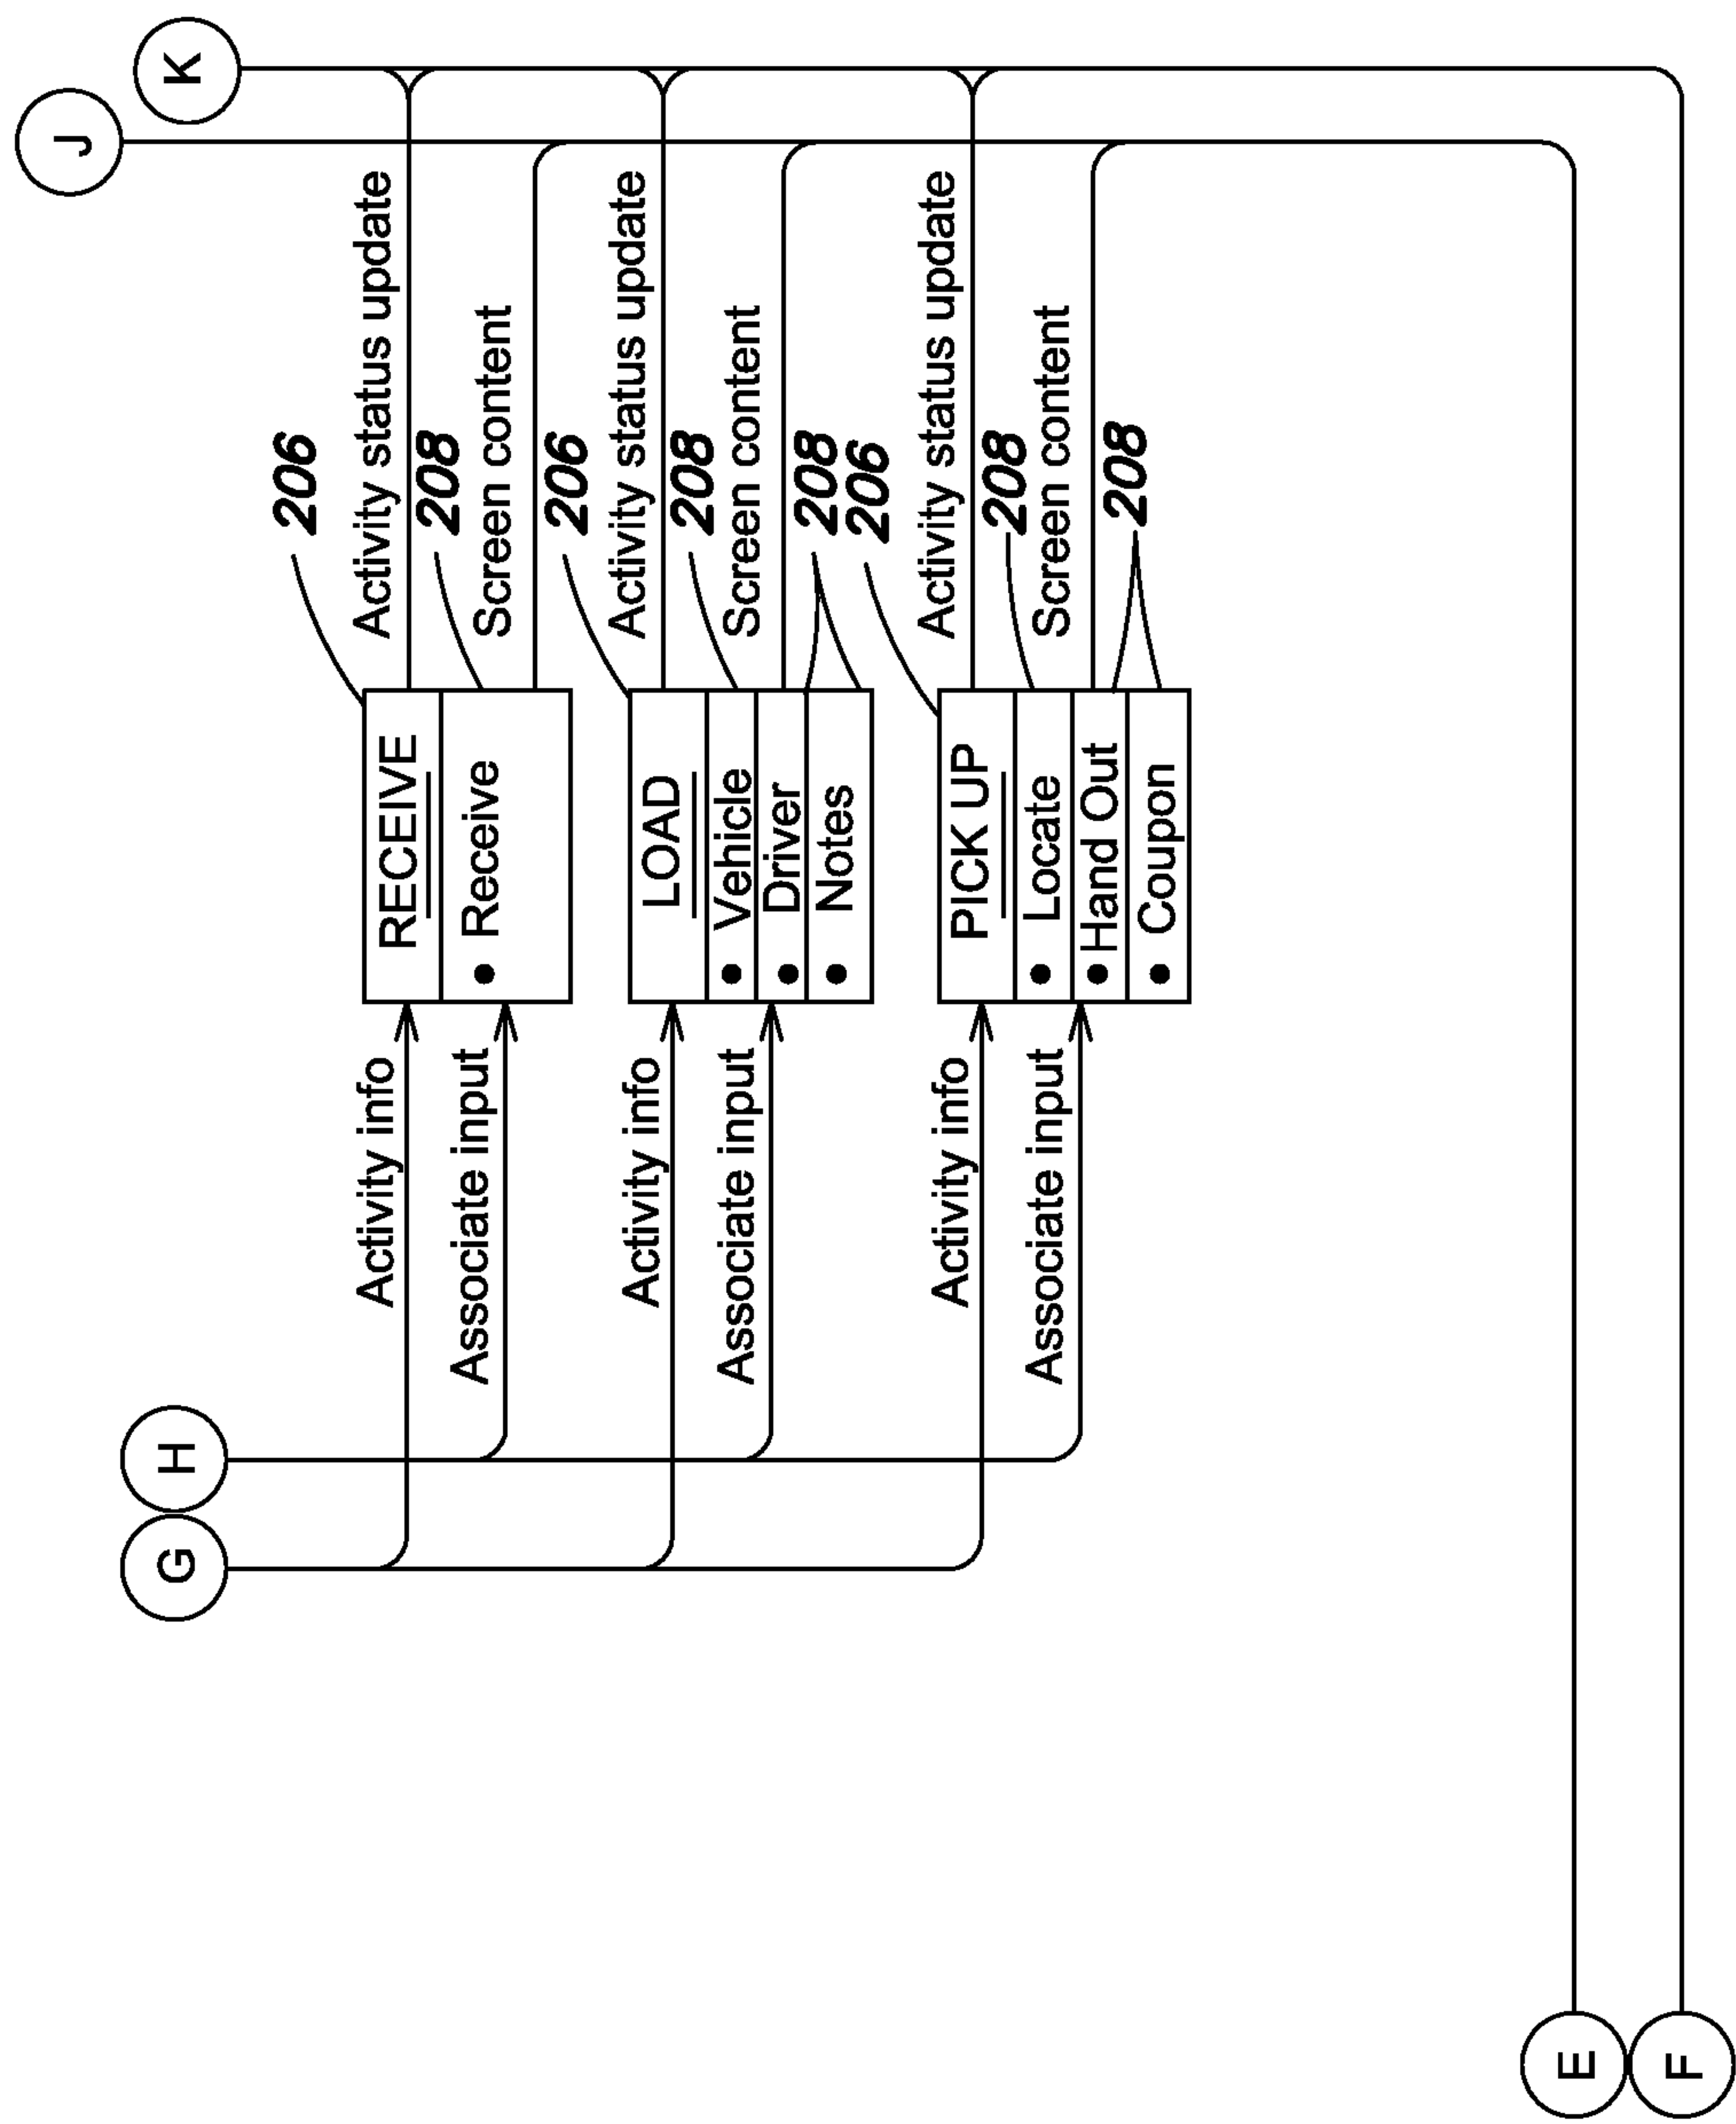 J
K
G
H
206
Activity status update
208
Screen content
Activity info
Associate input
RECEIVE
● Receive
206
Activity status update
208
Screen content
208
Activity info
Associate input
LOAD
● Vehicle
● Driver
● Notes
206
Activity status update
208
Screen content
208
Activity info
Associate input
PICK UP
● Locate
● Hand Out
● Coupon
E
F